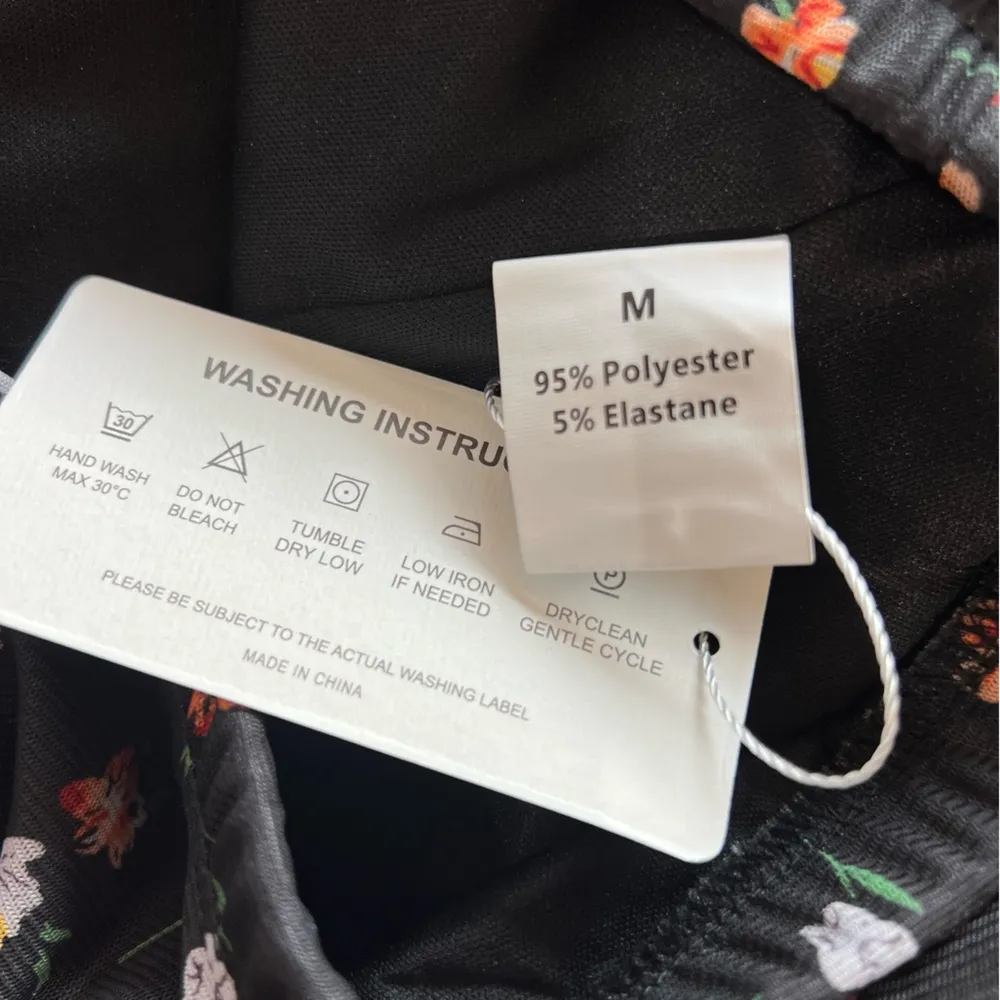 M
95% Polyester
5% Elastane
WASHING
30
HAND WASH
MAX 30°C
DO NOT
BLEACH
TUMBLE
DRY LOW
LOW IRON
IF NEEDED
DRYCLEAN
GENTLE CYCLE
PLEASE BE SUBJECT TO THE ACTUAL WASHING LABEL
MADE IN CHINA